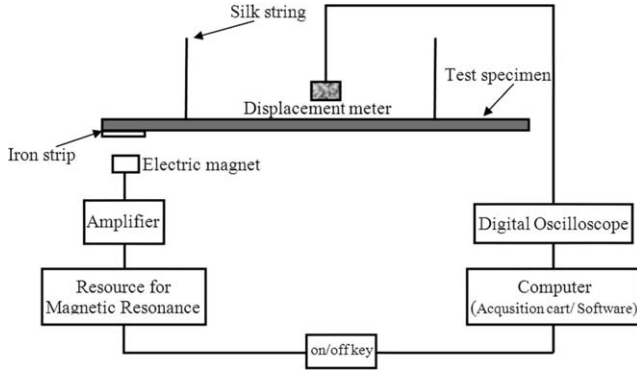 Silk string
Test specimen
Displacement meter
Iron strip
Electric magnet
Amplifier
Digital Oscilloscope
Resource for
Magnetic Resonance
Computer
(Acqusition cart/ Software)
on/off key